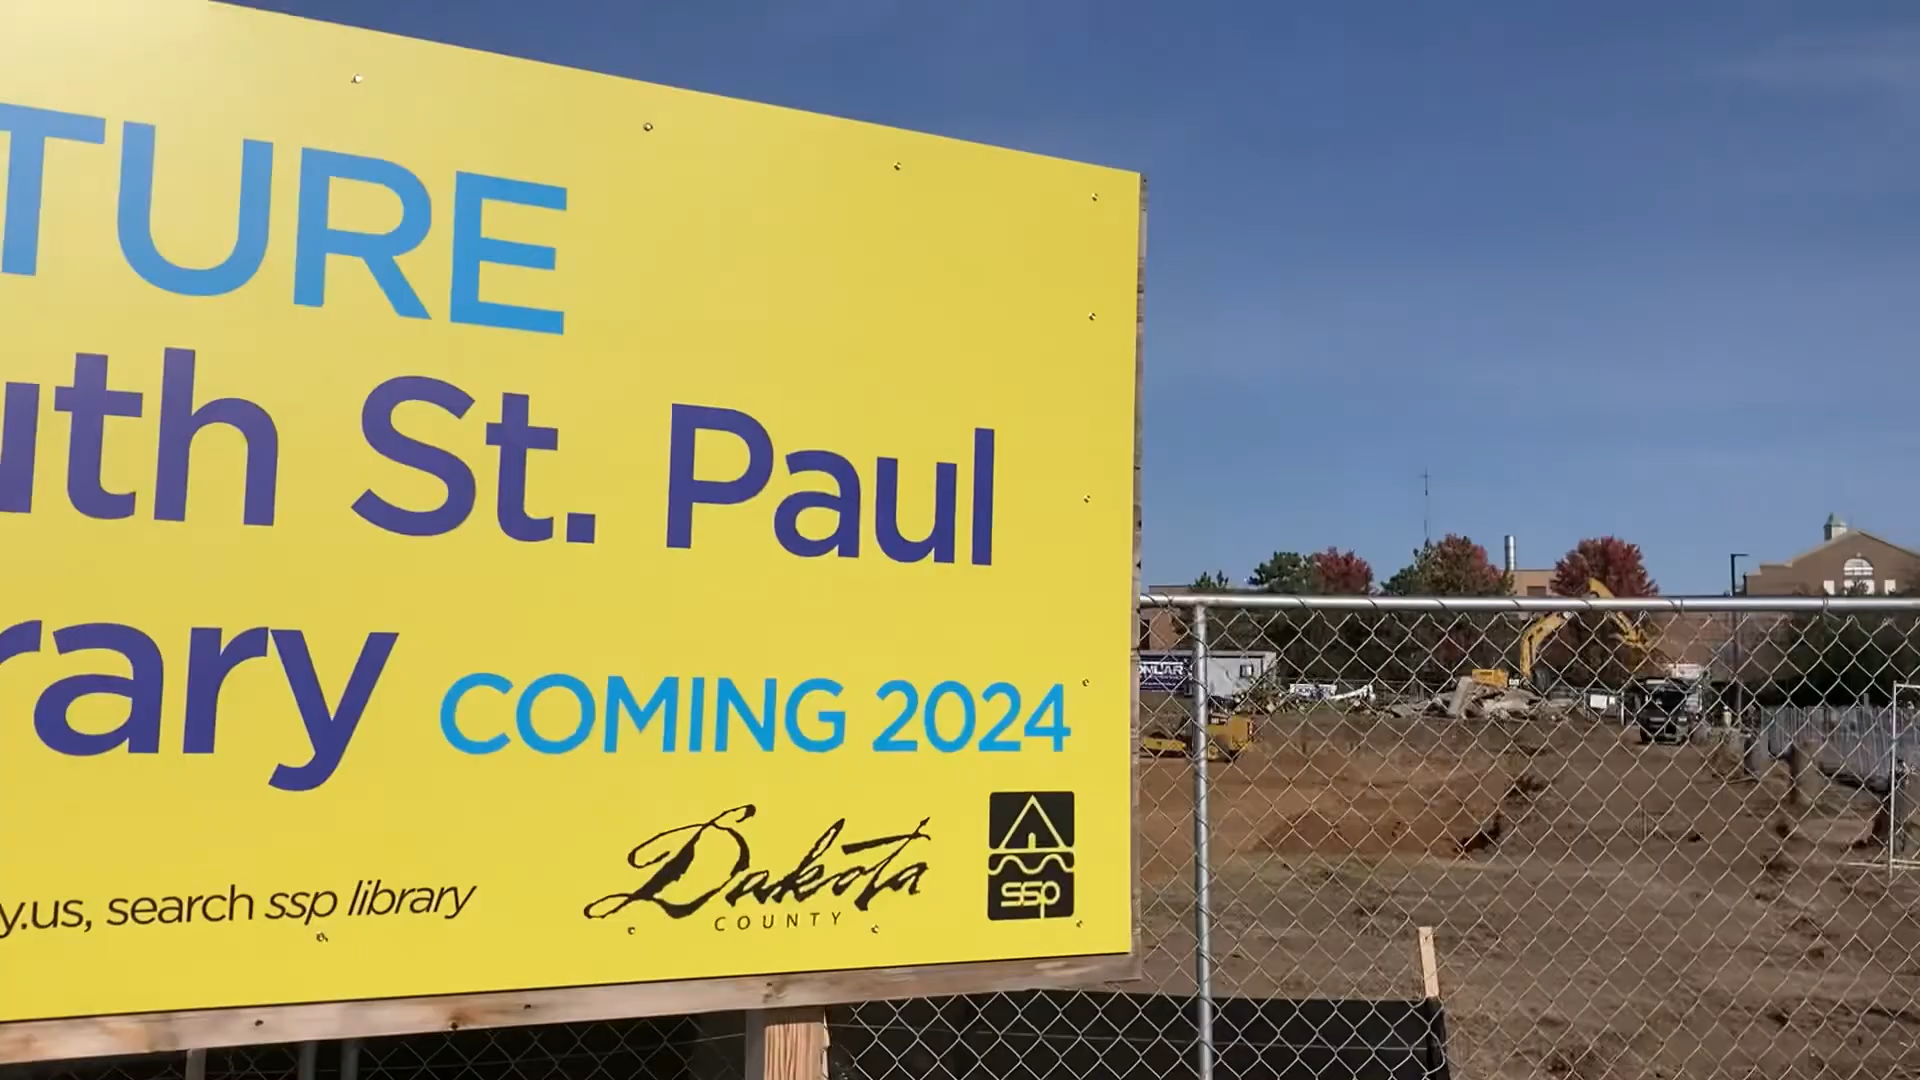 TURE
uth St. Paul
rary COMING 2024
y.us, search ssp library
Dakota
COUNTY
ssp